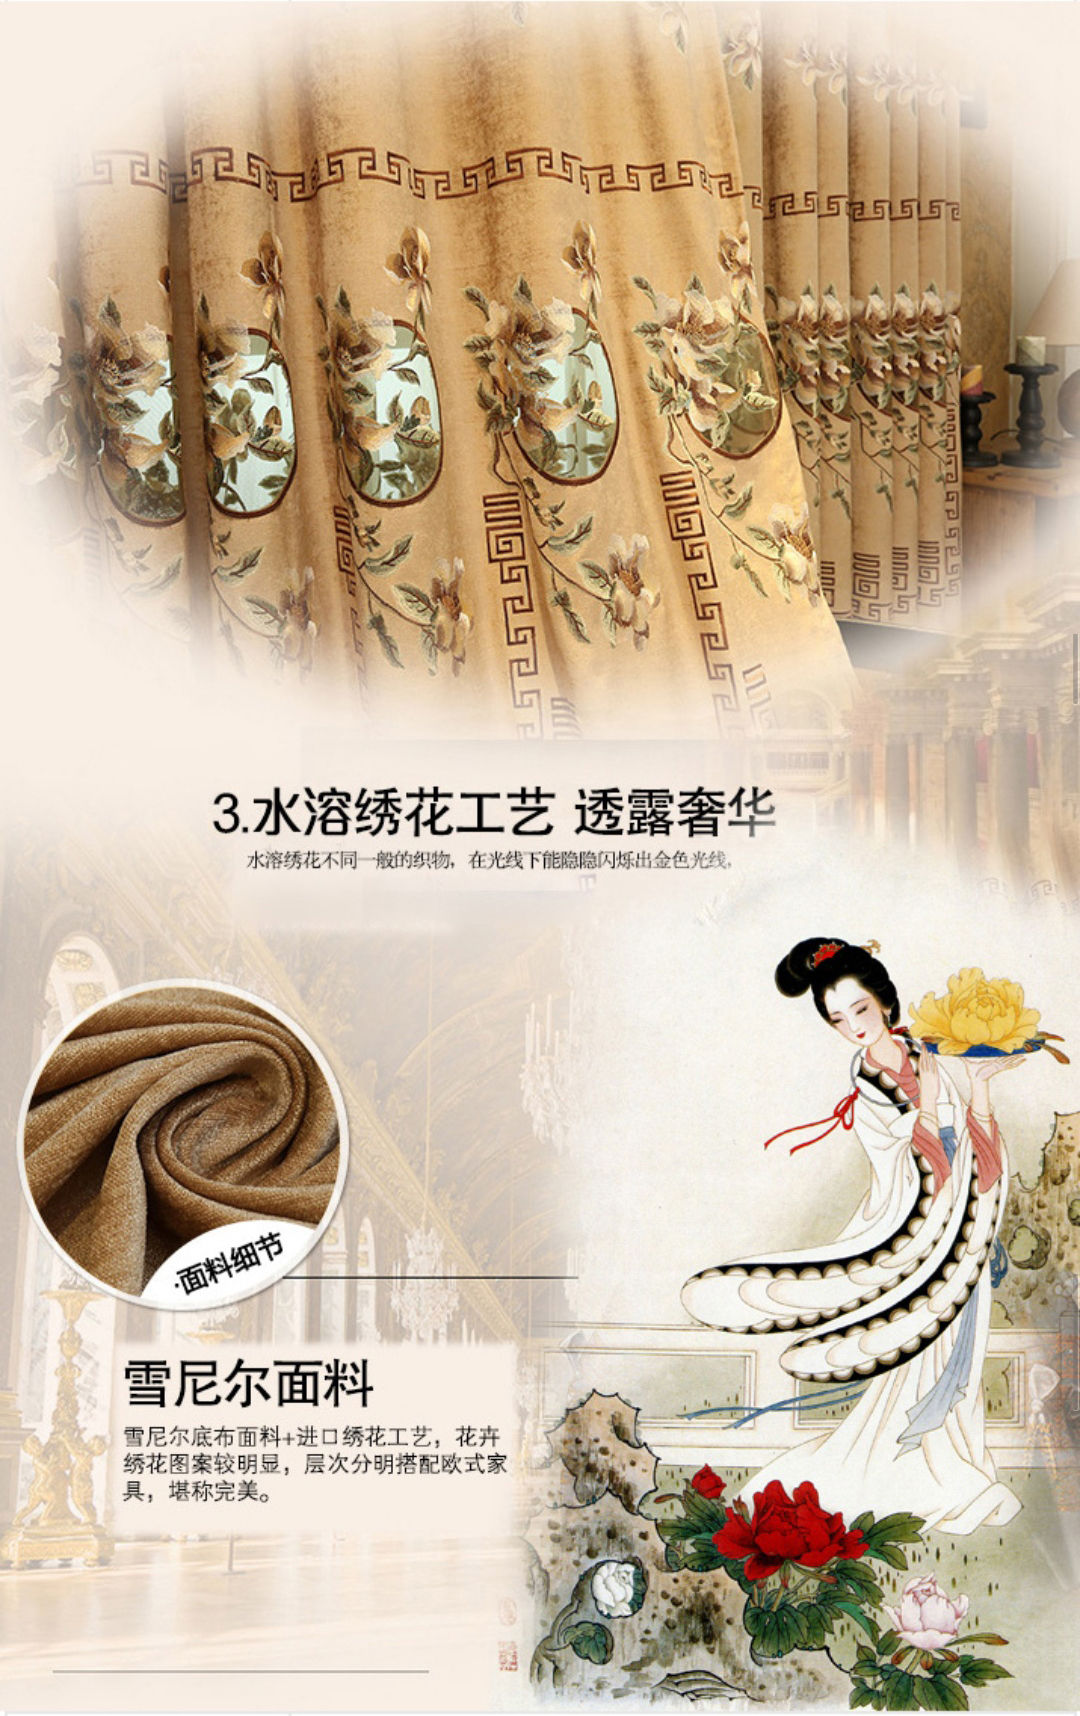 3.水溶绣花工艺 透露奢华
水溶绣花不同一般的织物，在光线下能隐隐闪烁出金色光线,
·面料细节
雪尼尔面料
雪尼尔底布面料+进口绣花工艺，花卉
绣花图案较明显，层次分明搭配欧式家
具，堪称完美。